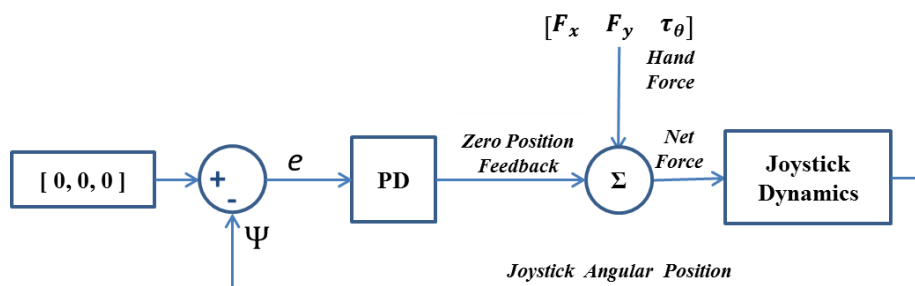 [F_x F_y τ_θ]
Hand
Force
Zero Position
Feedback
Net
Force
[ 0, 0, 0 ]
+
-
e
PD
Σ
Joystick
Dynamics
Ψ
Joystick Angular Position